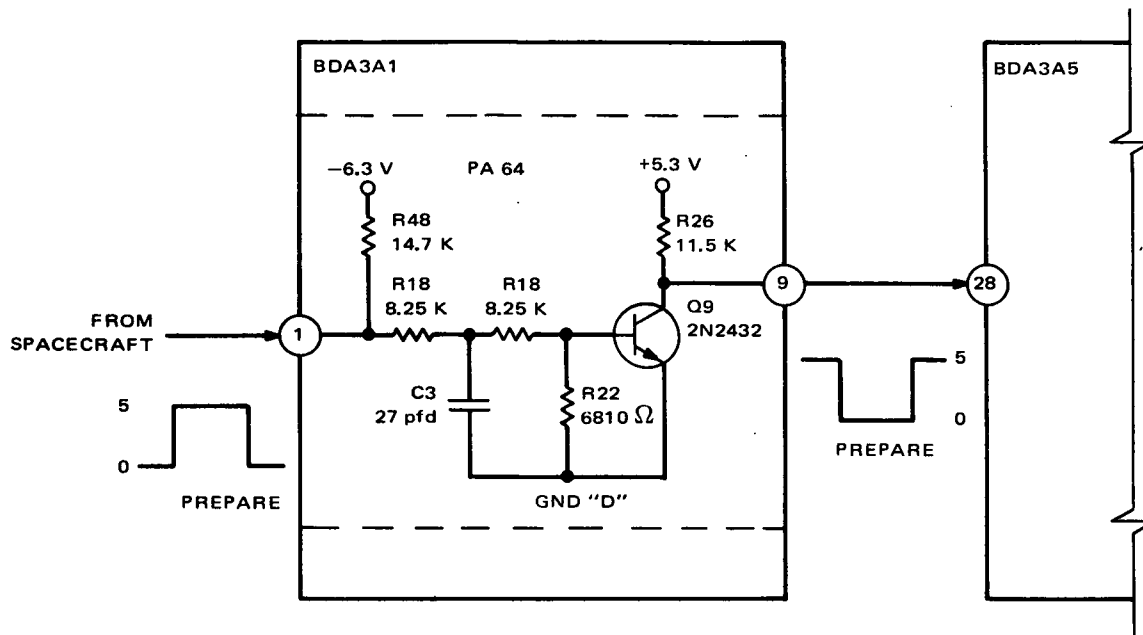 BDA3A1
BDA3A5
−6.3 V
PA 64
+5.3 V
R48
14.7 K
R26
11.5 K
R18
8.25 K
R18
8.25 K
FROM
SPACECRAFT
1
9
28
Q9
2N2432
C3
27 pfd
R22
6810 Ω
5
0
PREPARE
5
0
PREPARE
GND "D"